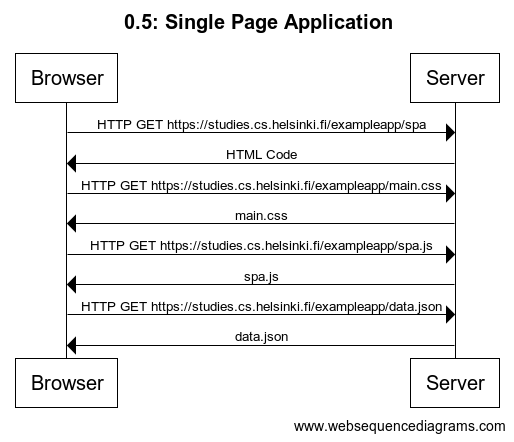 0.5: Single Page Application
Browser
Server
HTTP GET https://studies.cs.helsinki.fi/exampleapp/spa
HTML Code
HTTP GET https://studies.cs.helsinki.fi/exampleapp/main.css
main.css
HTTP GET https://studies.cs.helsinki.fi/exampleapp/spa.js
spa.js
HTTP GET https://studies.cs.helsinki.fi/exampleapp/data.json
data.json
Browser
Server
www.websequencediagrams.com